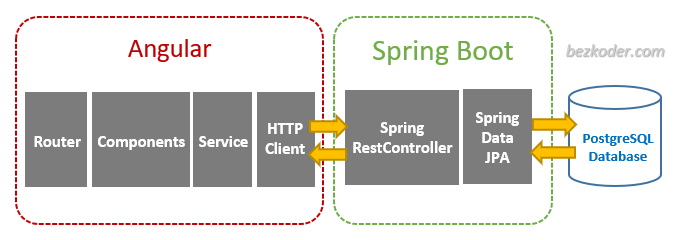 Angular
Spring Boot
bezkoder.com
Router
Components
Service
HTTP
Client
Spring
RestController
Spring
Data
JPA
PostgreSQL
Database